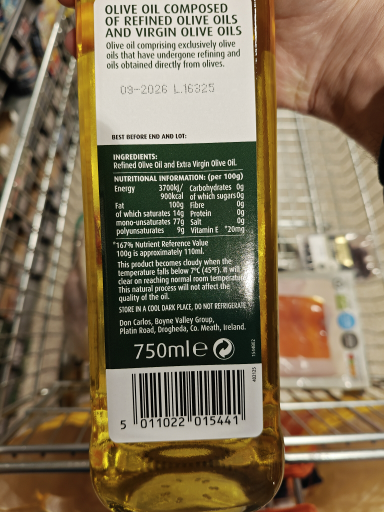 OLIVE OIL COMPOSED
OF REFINED OLIVE OILS
AND VIRGIN OLIVE OILS
Olive oil comprising exclusively olive
oils that have undergone refining and
oils obtained directly from olives.
09-2026 L.16325
BEST BEFORE END AND LOT:
INGREDIENTS:
Refined Olive Oil and Extra Virgin Olive Oil.
NUTRITIONAL INFORMATION: (per 100g)
Energy 3700kj/ Carbohydrates 0g
900kcal of which sugars 0g
Fat 100g Fibre 0g
of which saturates 14g Protein 0g
mono-unsaturates 77g Salt 0g
polyunsaturates 9g Vitamin E *20mg
*167% Nutrient Reference Value
100g is approximately 110ml.
This product becomes cloudy when the
temperature falls below 7°C (45°F). It will
clear on reaching normal room temperature
This natural process will not affect the
quality of the oil.
STORE IN A COOL DARK PLACE, DO NOT REFRIGERATE
Don Carlos, Boyne Valley Group,
Platin Road, Drogheda, Co. Meath, Ireland.
750ml e
5 011022 015441